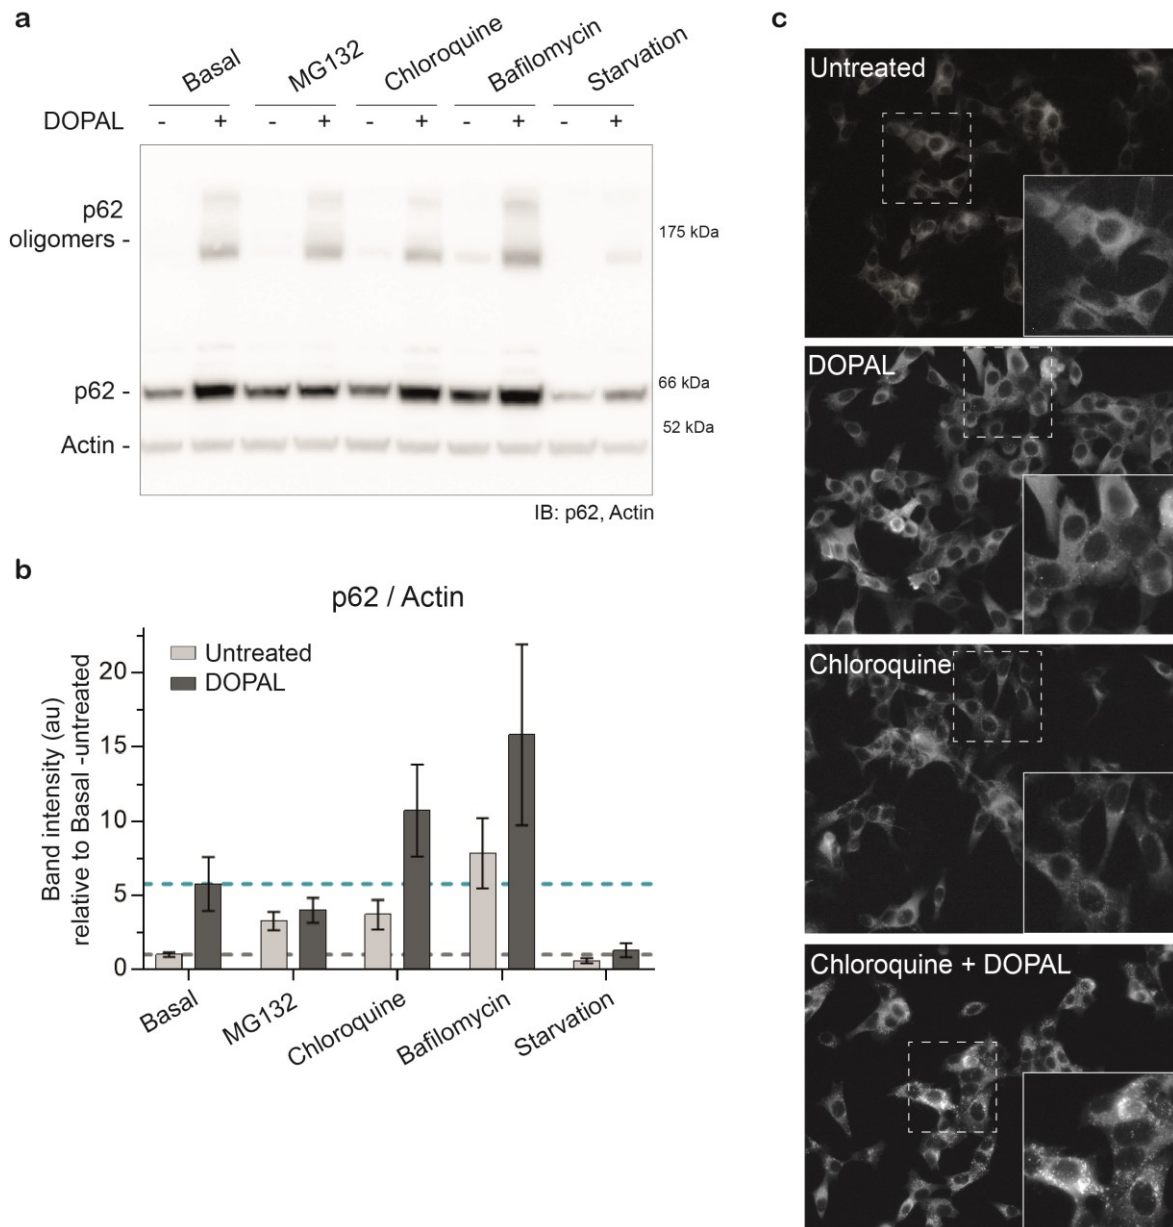 a
Basal
MG132
Chloroquine
Bafilomycin
Starvation
DOPAL - + - + - + - + - +
p62
oligomers -
175 kDa
p62 -
66 kDa
52 kDa
Actin -
IB: p62, Actin
b
p62 / Actin
Untreated
DOPAL
Band intensity (au)
relative to Basal -untreated
20
15
10
5
0
Basal
MG132
Chloroquine
Bafilomycin
Starvation
c
Untreated
DOPAL
Chloroquine
Chloroquine + DOPAL